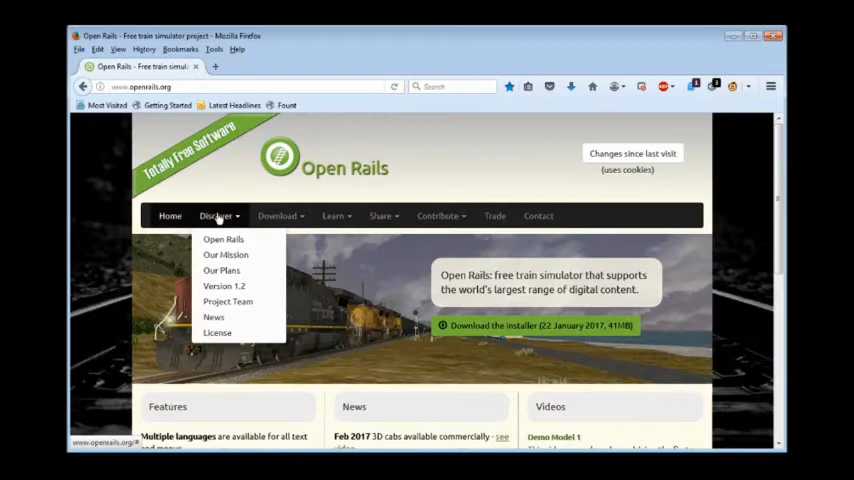 Open Rails - Free train simulator project - Mozilla Firefox
File Edit View History Bookmarks Tools Help
Open Rails - Free train simul...
www.openrails.org
Search
1
3
Most Visited Getting Started Latest Headlines Fount
Totally Free Software
Open Rails
Changes since last visit
(uses cookies)
Home Discover Download Learn Share Contribute Trade Contact
Open Rails
Our Mission
Our Plans
Version 1.2
Project Team
News
License
Open Rails: free train simulator that supports
the world's largest range of digital content.
Download the installer (22 January 2017, 41MB)
Features
News
Videos
Multiple languages are available for all text
Feb 2017 3D cabs available commercially - see
Demo Model 1
www.openrails.org/#